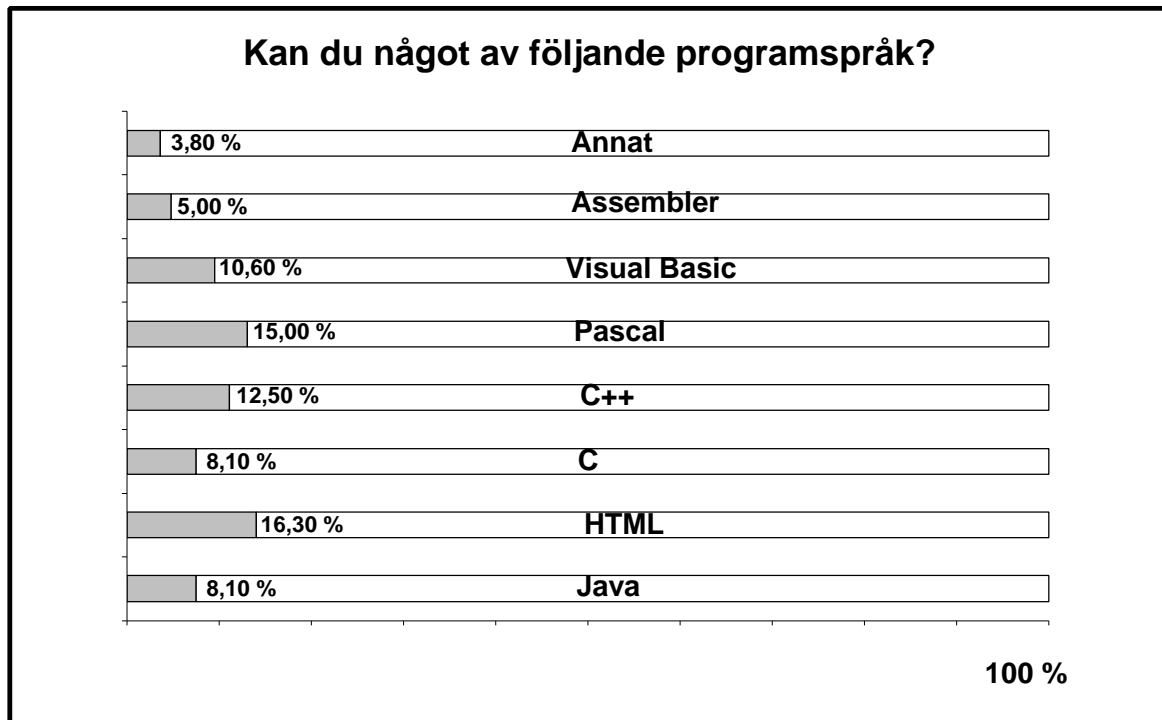 Kan du något av följande programspråk?
3,80 % Annat
5,00 % Assembler
10,60 % Visual Basic
15,00 % Pascal
12,50 % C++
8,10 % C
16,30 % HTML
8,10 % Java
100 %